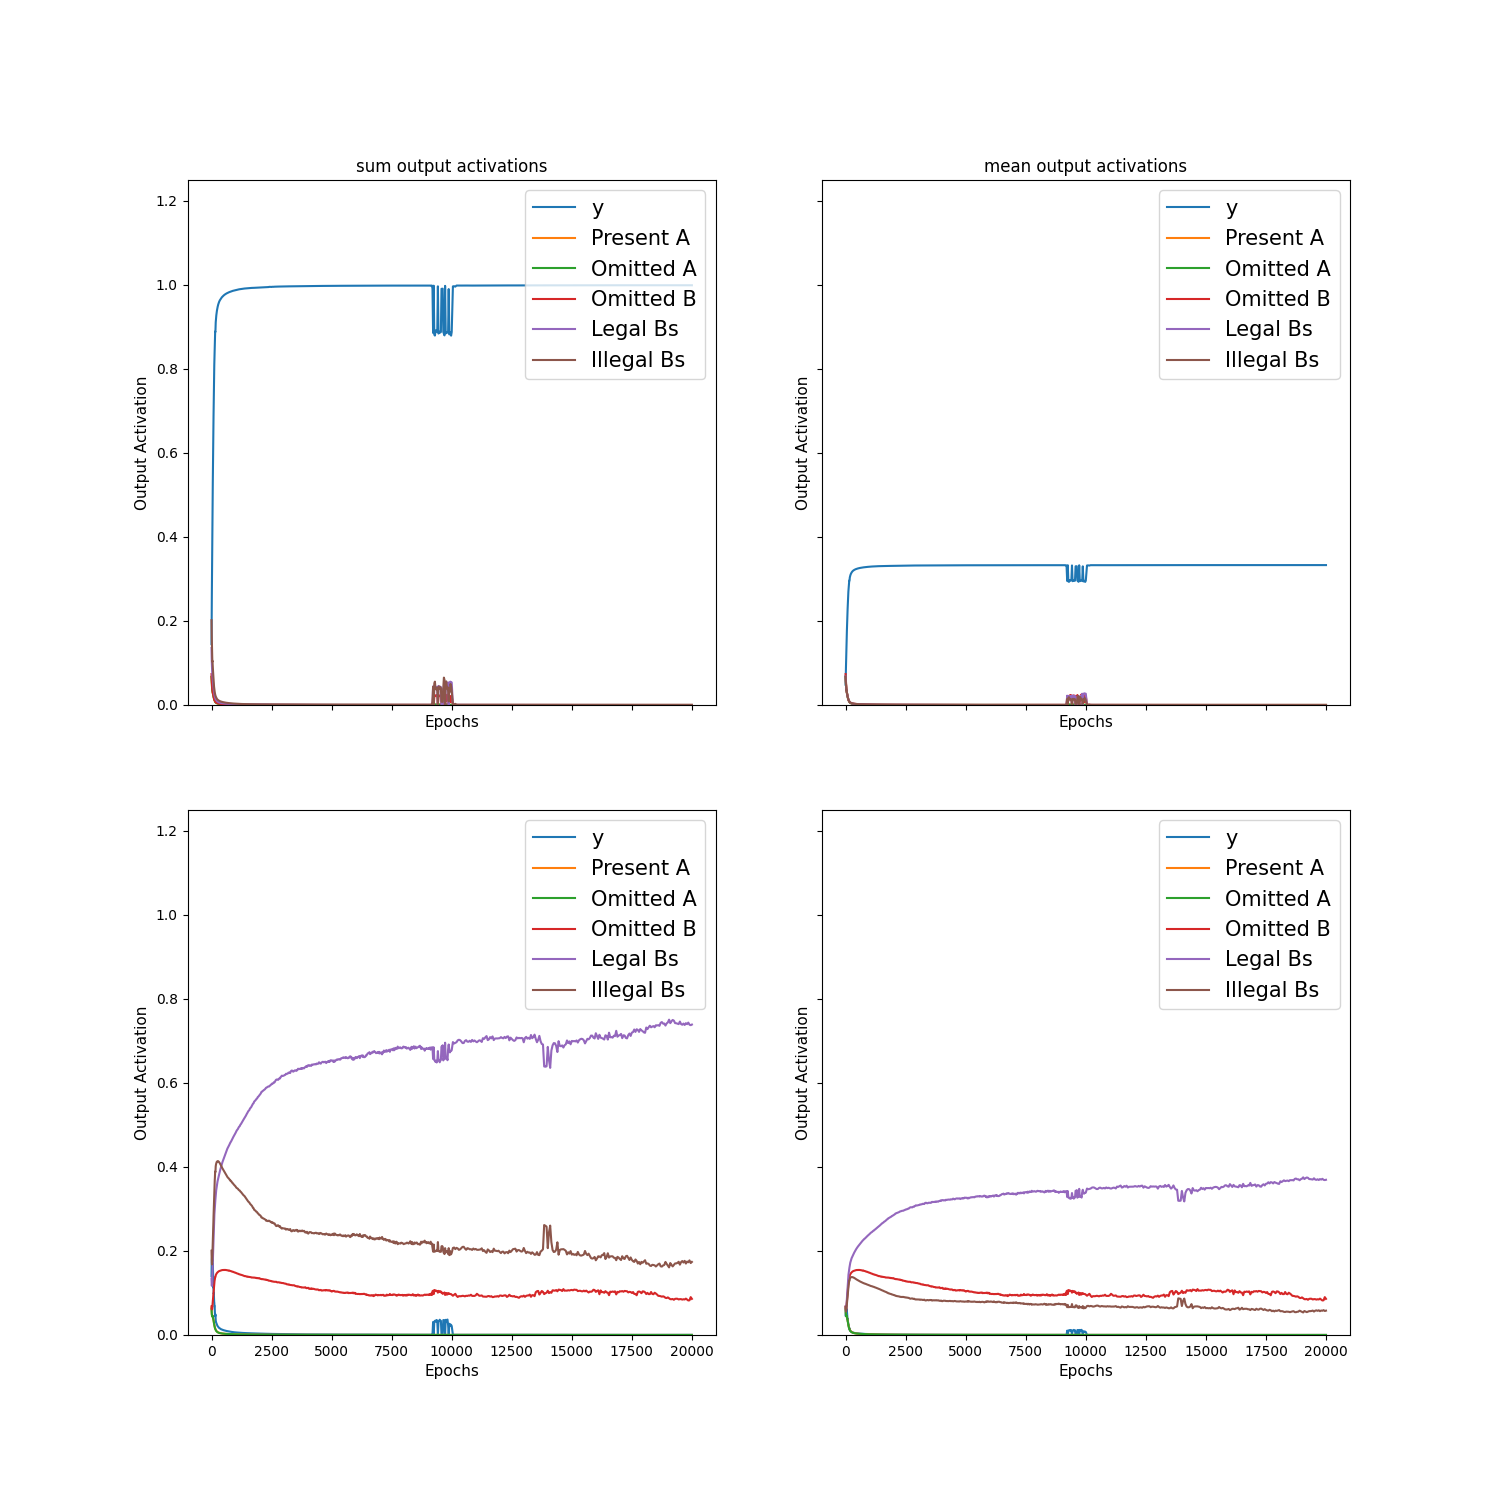 sum output activations
mean output activations
1.2
1.0
0.8
0.6
0.4
0.2
0.0
Output Activation
y
Present A
Omitted A
Omitted B
Legal Bs
Illegal Bs
Epochs
Output Activation
y
Present A
Omitted A
Omitted B
Legal Bs
Illegal Bs
Epochs
1.2
1.0
0.8
0.6
0.4
0.2
0.0
Output Activation
y
Present A
Omitted A
Omitted B
Legal Bs
Illegal Bs
0 2500 5000 7500 10000 12500 15000 17500 20000
Epochs
Output Activation
y
Present A
Omitted A
Omitted B
Legal Bs
Illegal Bs
0 2500 5000 7500 10000 12500 15000 17500 20000
Epochs